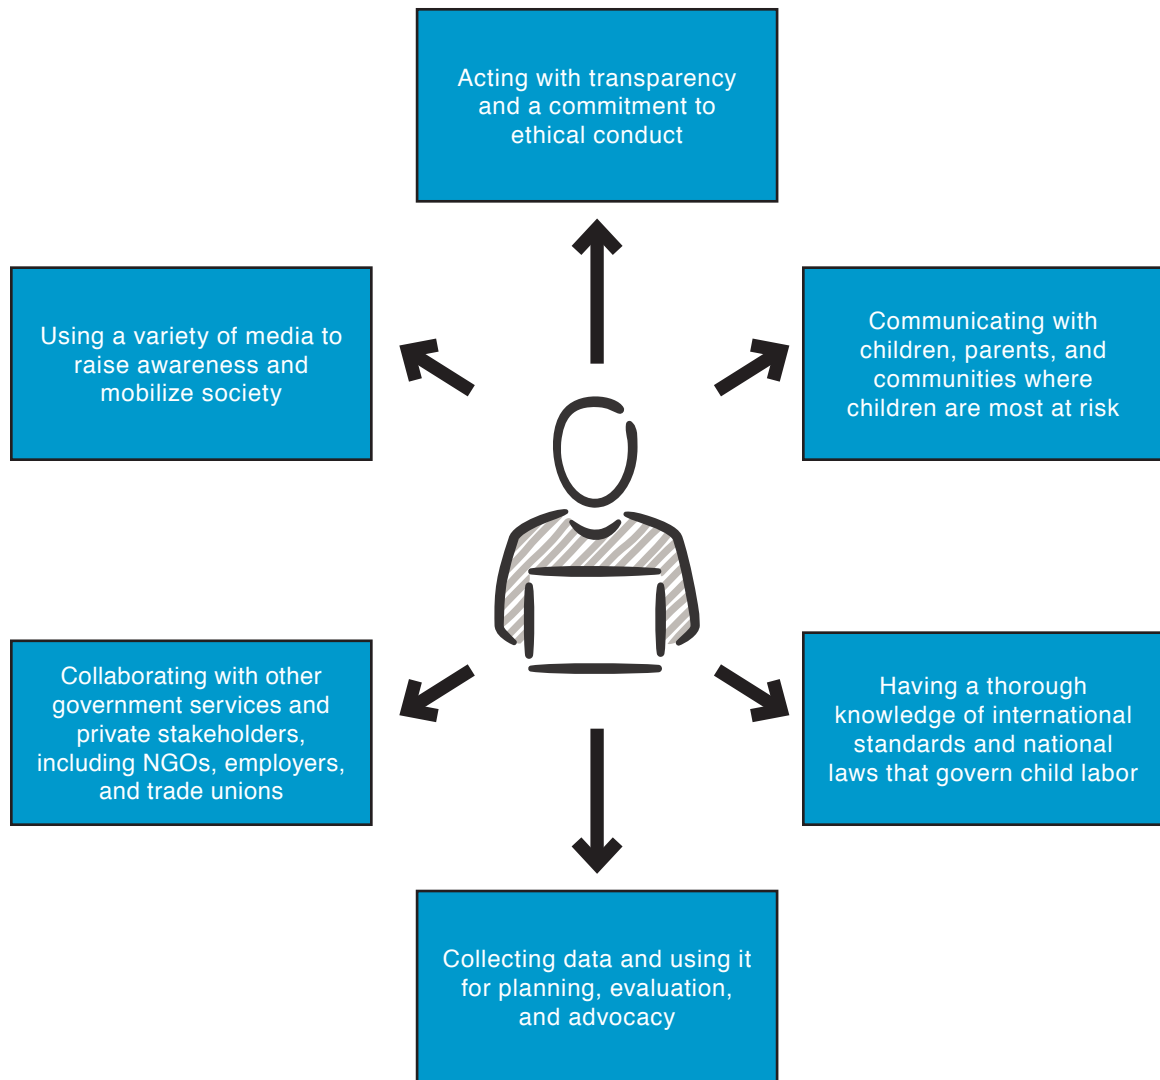 Acting with transparency
and a commitment to
ethical conduct
Using a variety of media to
raise awareness and
mobilize society
Communicating with
children, parents, and
communities where
children are most at risk
Collaborating with other
government services and
private stakeholders,
including NGOs, employers,
and trade unions
Having a thorough
knowledge of international
standards and national
laws that govern child labor
Collecting data and using it
for planning, evaluation,
and advocacy